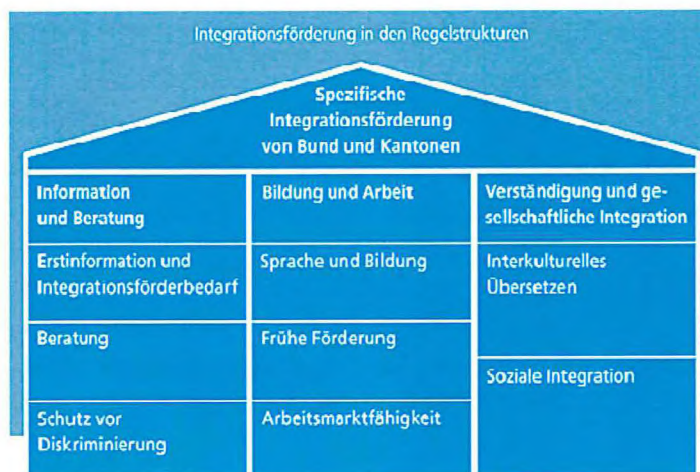 Integrationsförderung in den Regelstrukturen
Spezifische
Integrationsförderung
von Bund und Kantonen
Information
und Beratung
Erstinformation und
Integrationsförderbedarf
Beratung
Schutz vor
Diskriminierung
Bildung und Arbeit
Sprache und Bildung
Frühe Förderung
Arbeitsmarktfähigkeit
Verständigung und ge-
sellschaftliche Integration
Interkulturelles
Übersetzen
Soziale Integration